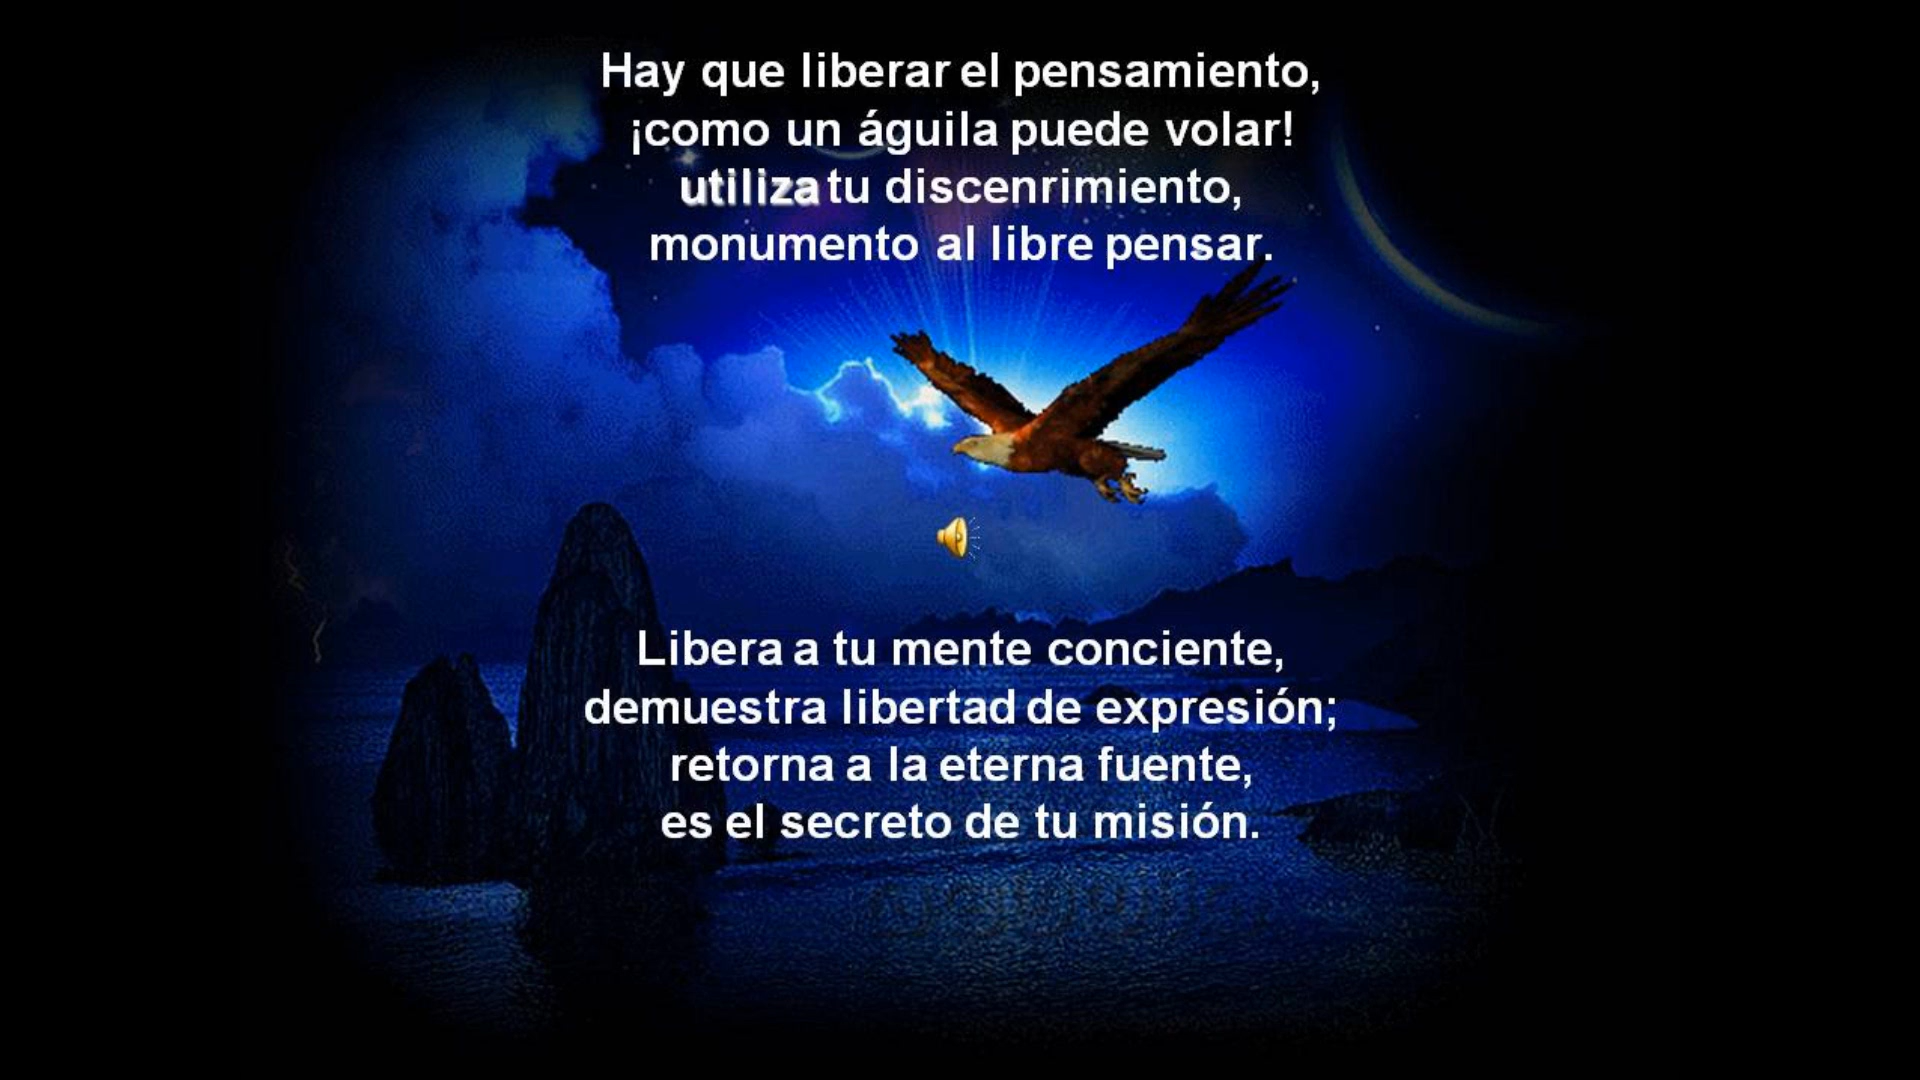 Hay que liberar el pensamiento,
¡como un águila puede volar!
utiliza tu discenrimiento,
monumento al libre pensar.
Libera a tu mente conciente,
demuestra libertad de expresión;
retorna a la eterna fuente,
es el secreto de tu misión.